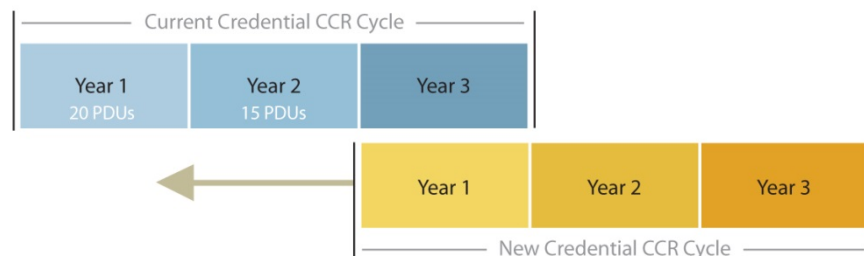 Current Credential CCR Cycle
Year 1
20 PDUs
Year 2
15 PDUs
Year 3
Year 1
Year 2
Year 3
New Credential CCR Cycle